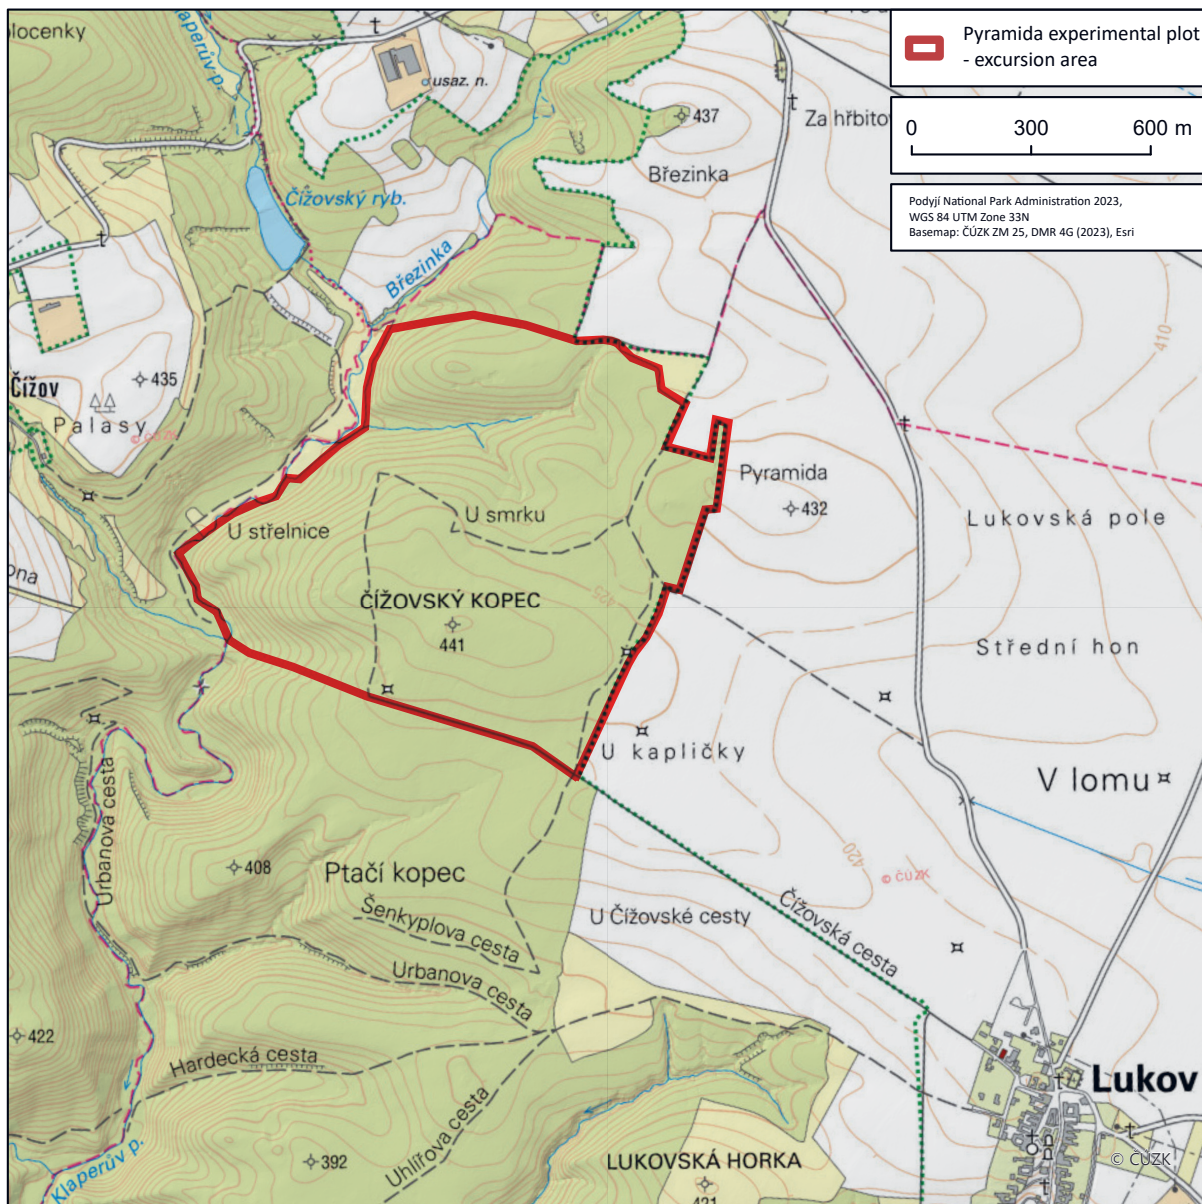 Pyramida experimental plot
- excursion area
0 300 600 m
Podyjí National Park Administration 2023,
WGS 84 UTM Zone 33N
Basemap: ČÚZK ZM 25, DMR 4G (2023), Esri
Klaperův p.
usaz. n.
437
Za hřbito
Březinka
Čížovský ryb.
Březinka
410
Čížov
435
Palasy
© ČÚZK
Pyramida
432
U smrku
U střelnice
Lukovská pole
425
ČÍŽOVSKÝ KOPEC
441
Střední hon
U kapličky
V lomu
Urbanova cesta
408
Ptačí kopec
420
© ČÚZK
Šenkyplova cesta
U Čížovské cesty
Čížovská cesta
Urbanova cesta
422
Hardecká cesta
Lukov
Uhlířova cesta
Klaperův p.
392
LUKOVSKÁ HORKA
© ČÚZK